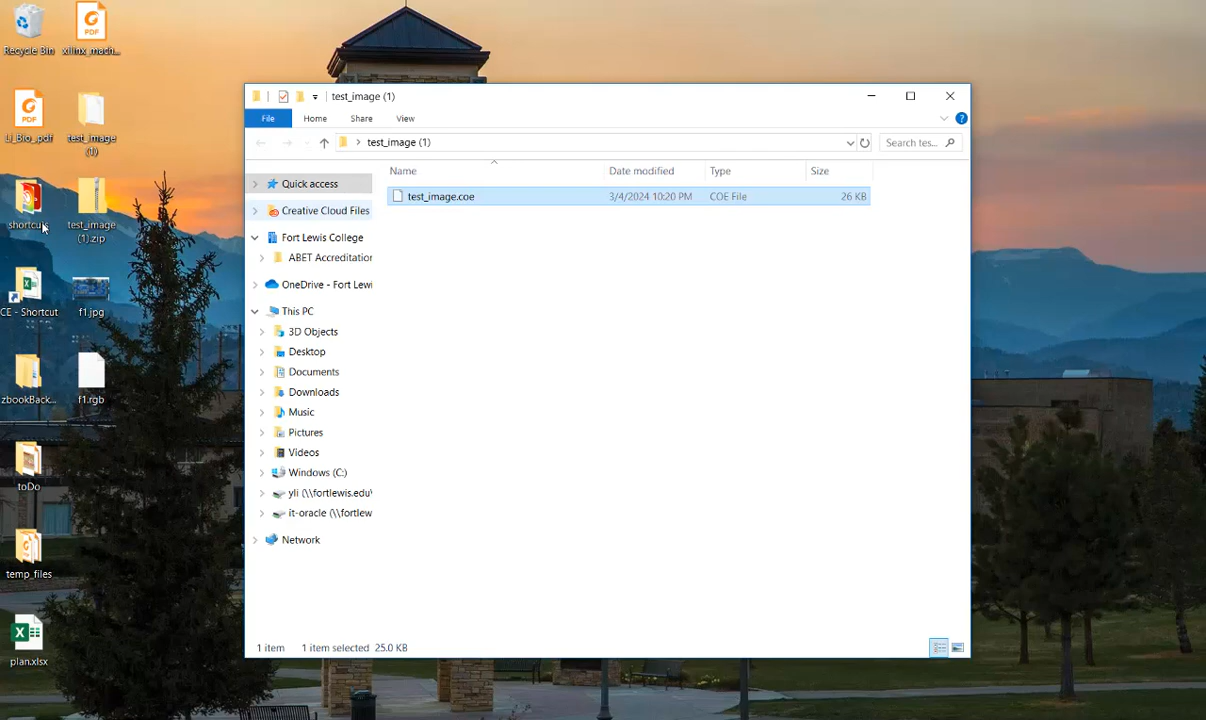 Recycle Bin
xilinx_mach...
Li_Bio_.pdf
test_image
(1)
shortcuts
test_image
(1).zip
CE - Shortcut
f1.jpg
zbookBack...
f1.rgb
toDo
temp_files
plan.xlsx
test_image (1)
File
Home
Share
View
test_image (1)
Search tes...
Name
Date modified
Type
Size
test_image.coe
3/4/2024 10:20 PM
COE File
26 KB
Quick access
Creative Cloud Files
Fort Lewis College
ABET Accreditation
OneDrive - Fort Lewi
This PC
3D Objects
Desktop
Documents
Downloads
Music
Pictures
Videos
Windows (C:)
yli (\\fortlewis.edu\
it-oracle (\\fortlew
Network
1 item
1 item selected 25.0 KB